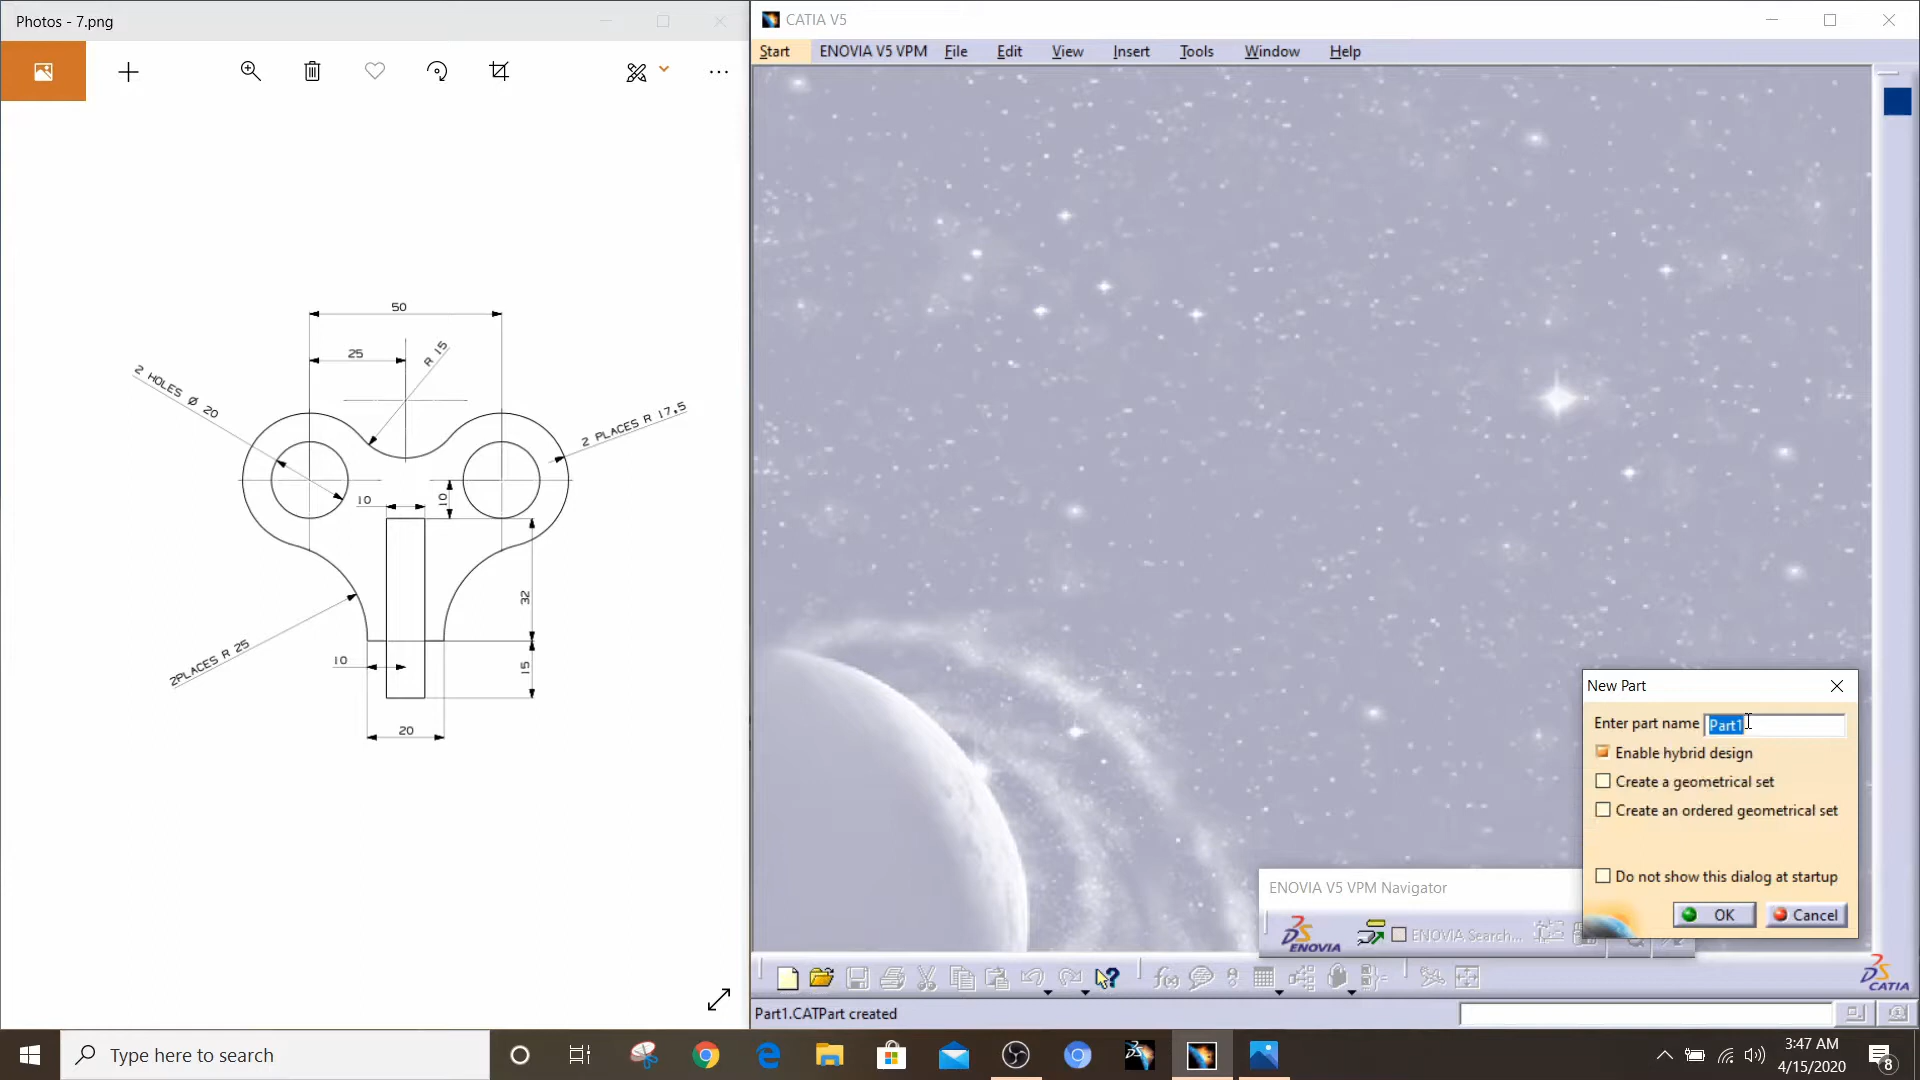 Photos - 7.png
50
25
R 15
2 HOLES Ø 20
2 PLACES R 17,5
10
10
32
2PLACES R 25
10
15
20
CATIA V5
Start ENOVIA V5 VPM File Edit View Insert Tools Window Help
New Part
Enter part name Part1
Enable hybrid design
Create a geometrical set
Create an ordered geometrical set
Do not show this dialog at startup
OK Cancel
ENOVIA V5 VPM Navigator
ENOVIA
ENOVIA Search...
CATIA
Part1.CATPart created
Type here to search
3:47 AM
4/15/2020
8